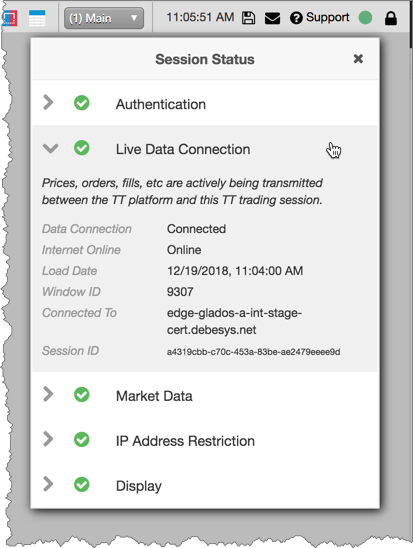 (1) Main ▼ 11:05:51 AM ? Support
Session Status ×
Authentication
Live Data Connection
Prices, orders, fills, etc are actively being transmitted
between the TT platform and this TT trading session.
Data Connection Connected
Internet Online Online
Load Date 12/19/2018, 11:04:00 AM
Window ID 9307
Connected To edge-glados-a-int-stage-
cert.debesys.net
Session ID a4319cbb-c70c-453a-83be-ae2479eeee9d
Market Data
IP Address Restriction
Display